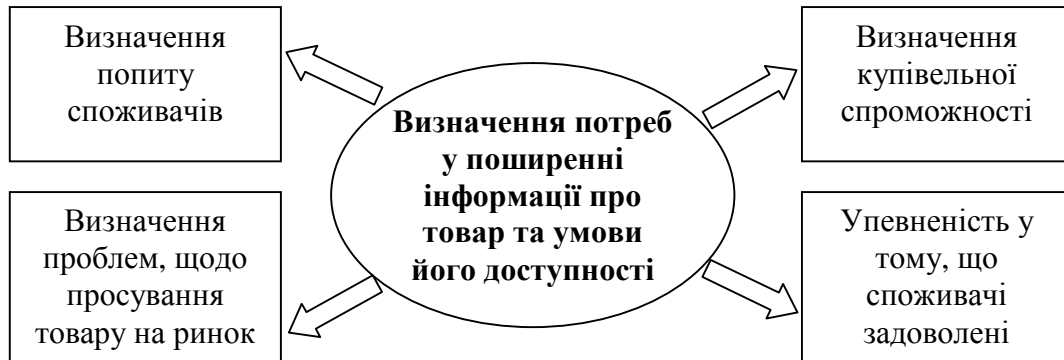 Визначення
попиту
споживачів
Визначення
купівельної
спроможності
Визначення потреб
у поширенні
інформації про
товар та умови
його доступності
Визначення
проблем, щодо
просування
товару на ринок
Упевненість у
тому, що
споживачі
задоволені